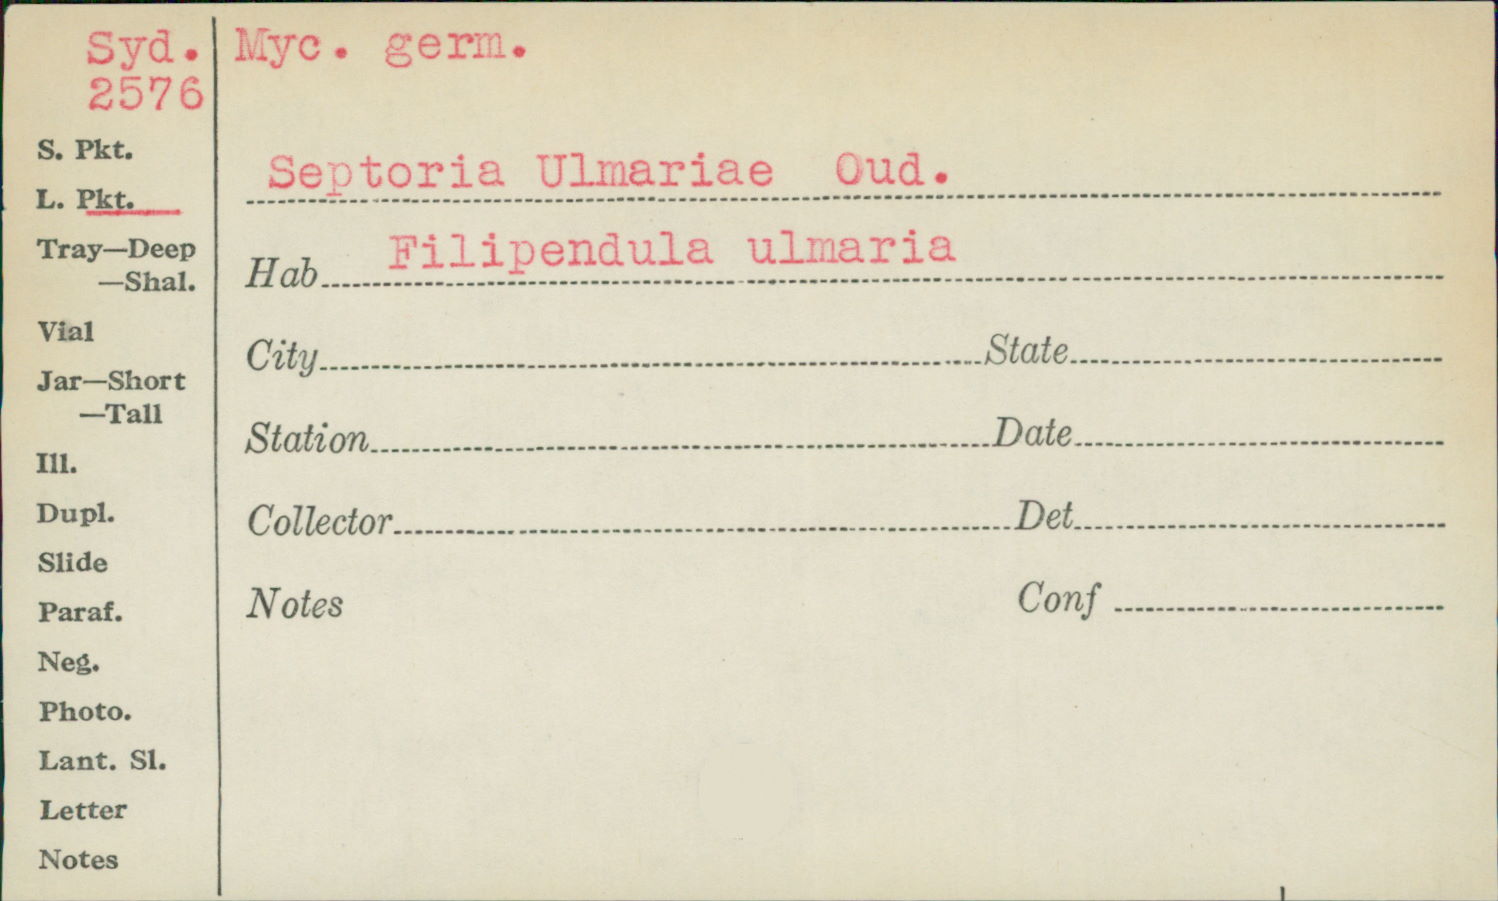 Syd. Myc. germ.
2576
S. Pkt.
L. Pkt.
Tray—Deep
—Shal.
Vial
Jar—Short
—Tall
Ill.
Dupl.
Slide
Paraf.
Neg.
Photo.
Lant. Sl.
Letter
Notes
Septoria Ulmariae Oud.
Hab Filipendula ulmaria
City State
Station Date
Collector Det
Notes Conf